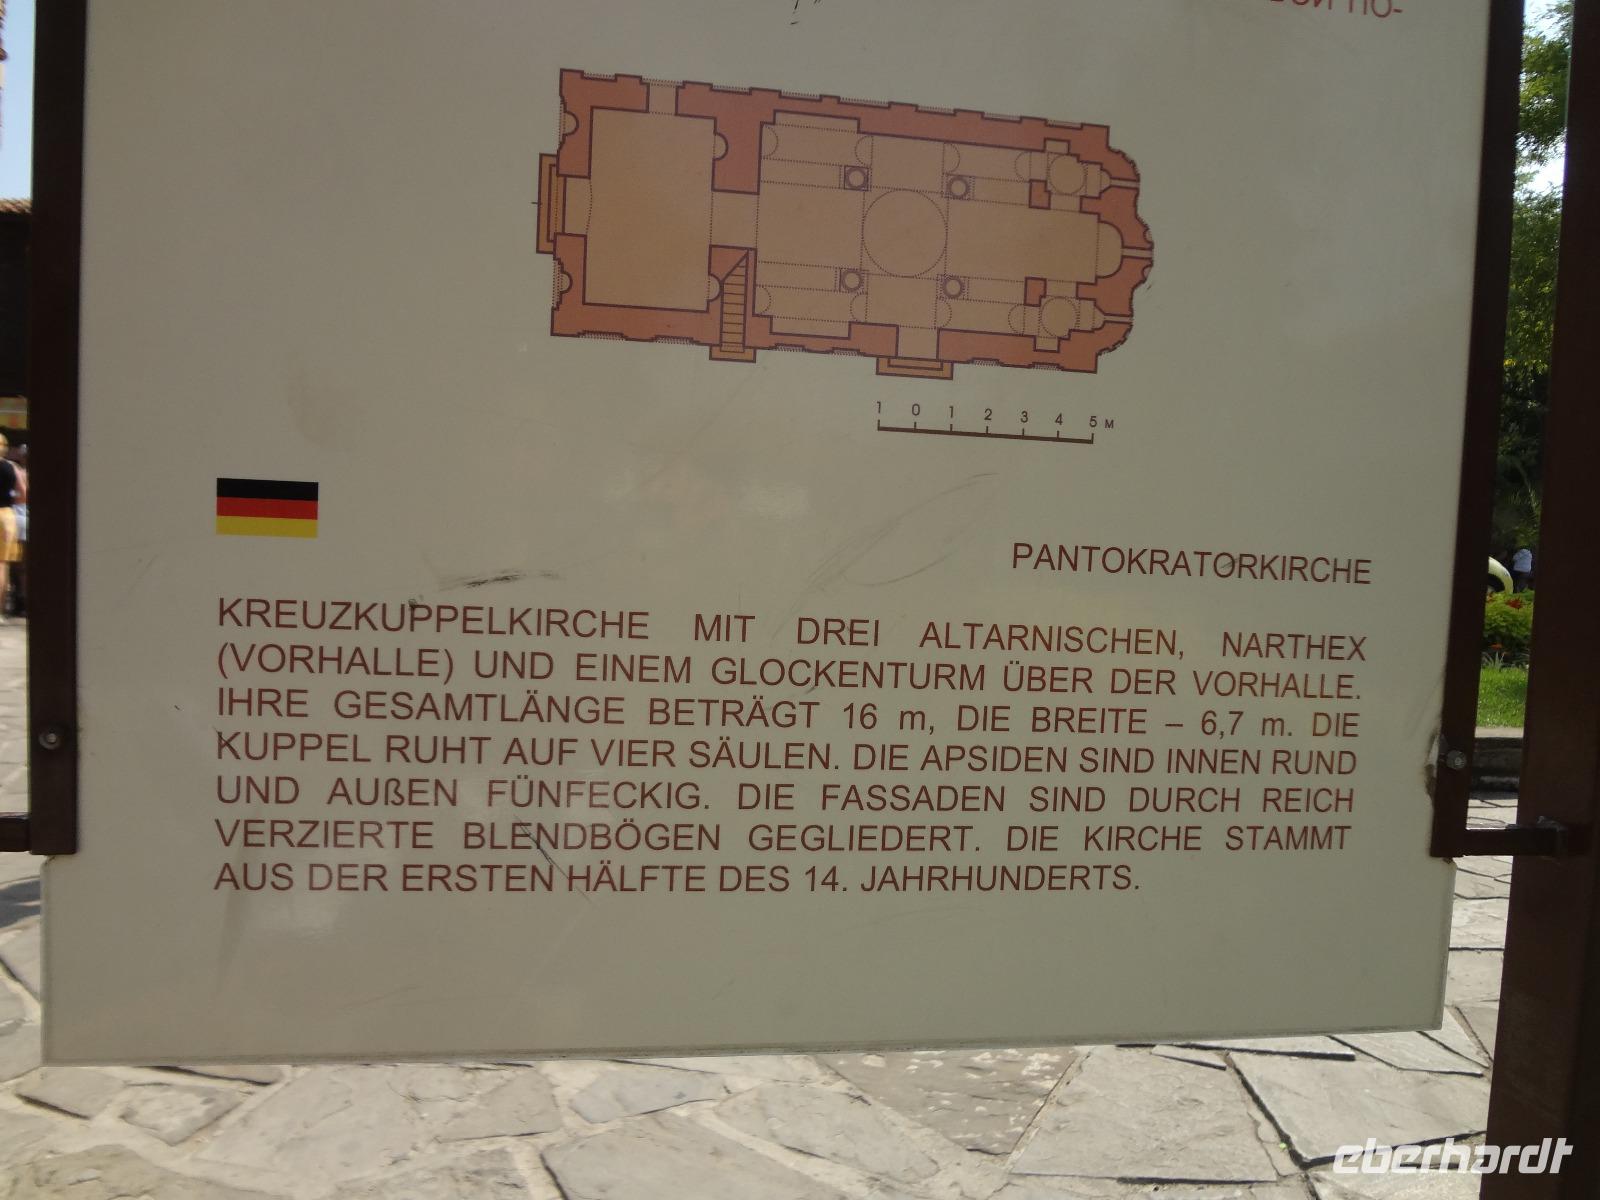 1 0 1 2 3 4 5 м
PANTOKRATORKIRCHE
KREUZKUPPELKIRCHE MIT DREI ALTARNISCHEN, NARTHEX
(VORHALLE) UND EINEM GLOCKENTURM ÜBER DER VORHALLE.
IHRE GESAMTLÄNGE BETRÄGT 16 m, DIE BREITE – 6,7 m. DIE
KUPPEL RUHT AUF VIER SÄULEN. DIE APSIDEN SIND INNEN RUND
UND AUßEN FÜNFECKIG. DIE FASSADEN SIND DURCH REICH
VERZIERTE BLENDBÖGEN GEGLIEDERT. DIE KIRCHE STAMMT
AUS DER ERSTEN HÄLFTE DES 14. JAHRHUNDERTS.
eberhardt